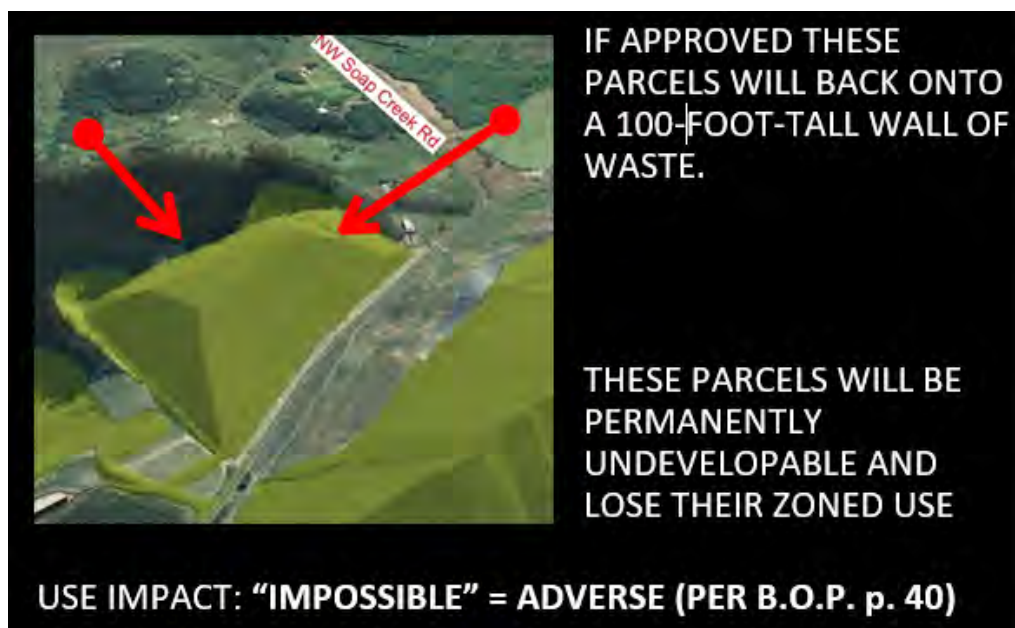 NW Soap Creek Rd
IF APPROVED THESE
PARCELS WILL BACK ONTO
A 100-FOOT-TALL WALL OF
WASTE.
THESE PARCELS WILL BE
PERMANENTLY
UNDEVELOPABLE AND
LOSE THEIR ZONED USE
USE IMPACT: “IMPOSSIBLE” = ADVERSE (PER B.O.P. p. 40)